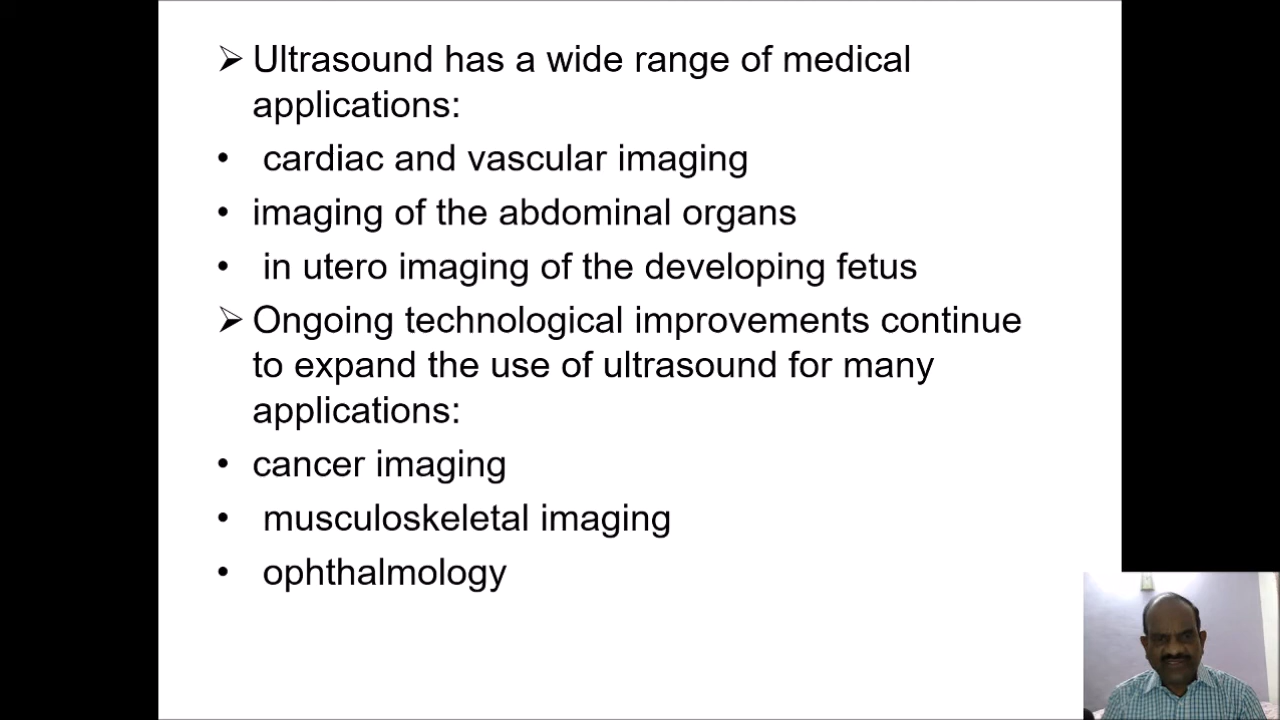 ➢ Ultrasound has a wide range of medical
applications:
• cardiac and vascular imaging
• imaging of the abdominal organs
• in utero imaging of the developing fetus
➢ Ongoing technological improvements continue
to expand the use of ultrasound for many
applications:
• cancer imaging
• musculoskeletal imaging
• ophthalmology